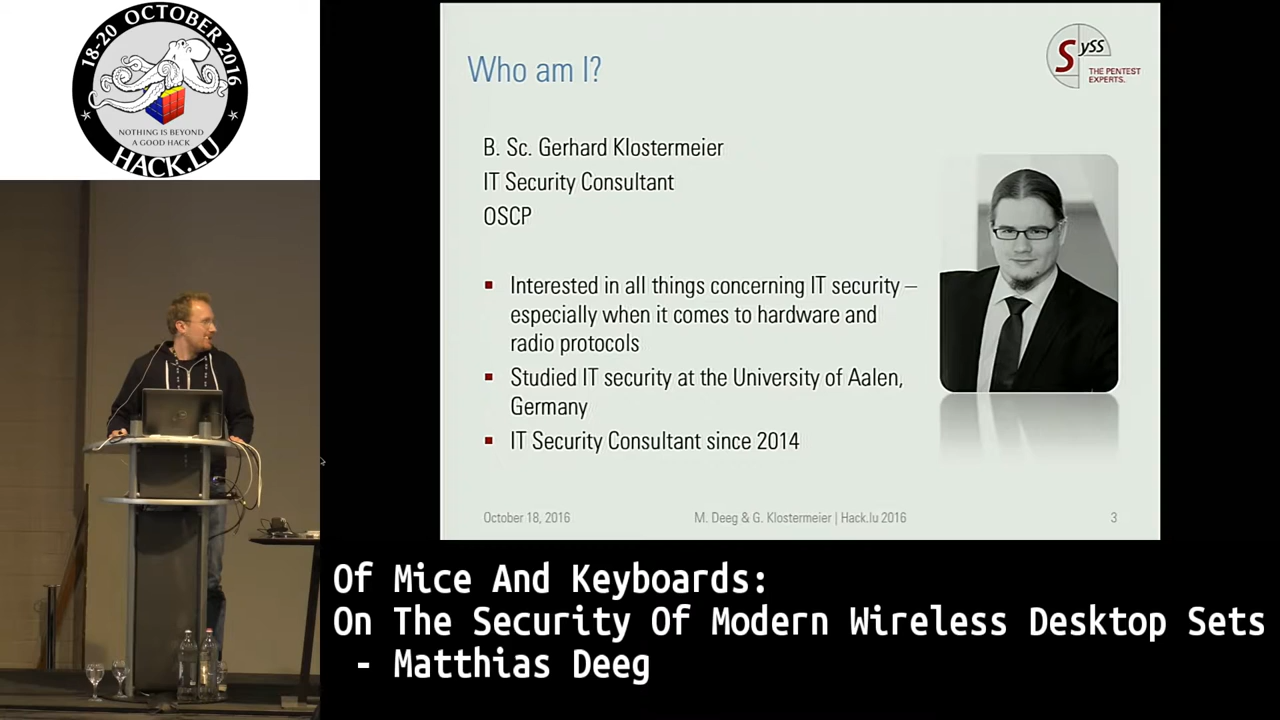 18-20 OCTOBER 2016
NOTHING IS BEYOND
A GOOD HACK
HACK.LU
Who am I?
SySS
THE PENTEST
EXPERTS.
B. Sc. Gerhard Klostermeier
IT Security Consultant
OSCP
Interested in all things concerning IT security –
especially when it comes to hardware and
radio protocols
Studied IT security at the University of Aalen,
Germany
IT Security Consultant since 2014
October 18, 2016
M. Deeg & G. Klostermeier | Hack.lu 2016
3
Of Mice And Keyboards:
On The Security Of Modern Wireless Desktop Sets
- Matthias Deeg